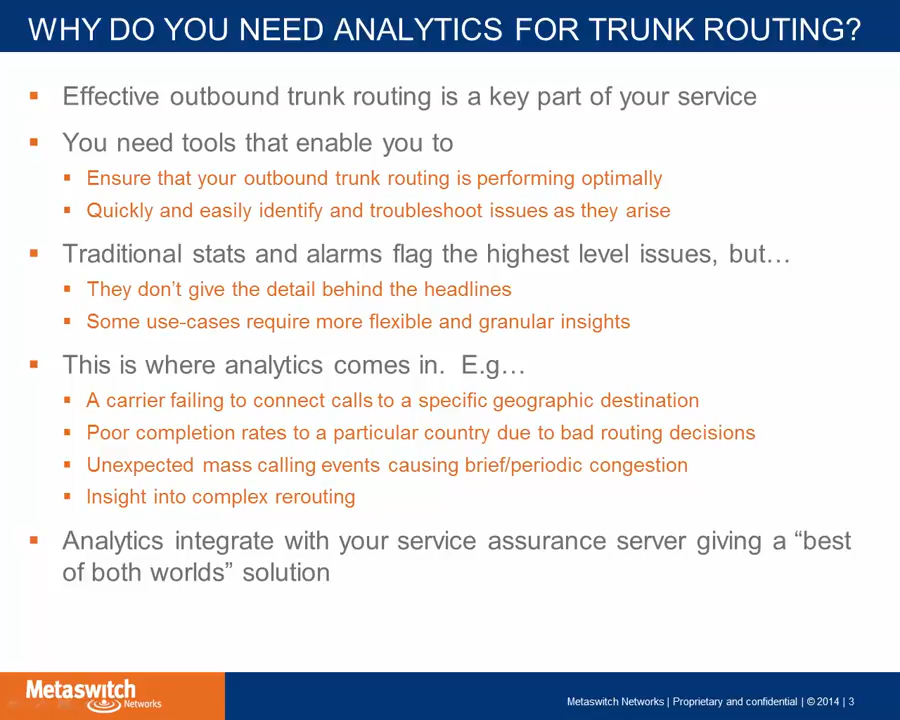 WHY DO YOU NEED ANALYTICS FOR TRUNK ROUTING?
Effective outbound trunk routing is a key part of your service
You need tools that enable you to
Ensure that your outbound trunk routing is performing optimally
Quickly and easily identify and troubleshoot issues as they arise
Traditional stats and alarms flag the highest level issues, but…
They don’t give the detail behind the headlines
Some use-cases require more flexible and granular insights
This is where analytics comes in. E.g…
A carrier failing to connect calls to a specific geographic destination
Poor completion rates to a particular country due to bad routing decisions
Unexpected mass calling events causing brief/periodic congestion
Insight into complex rerouting
Analytics integrate with your service assurance server giving a “best
of both worlds” solution
Metaswitch
Networks
Metaswitch Networks | Proprietary and confidential | © 2014 | 3